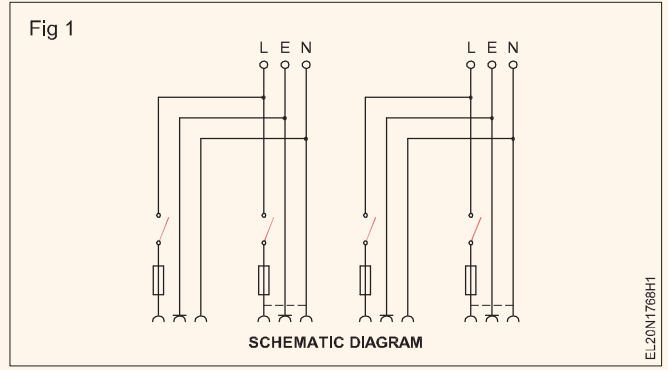 Fig 1
L E N
L E N
SCHEMATIC DIAGRAM
EL20N1768H1